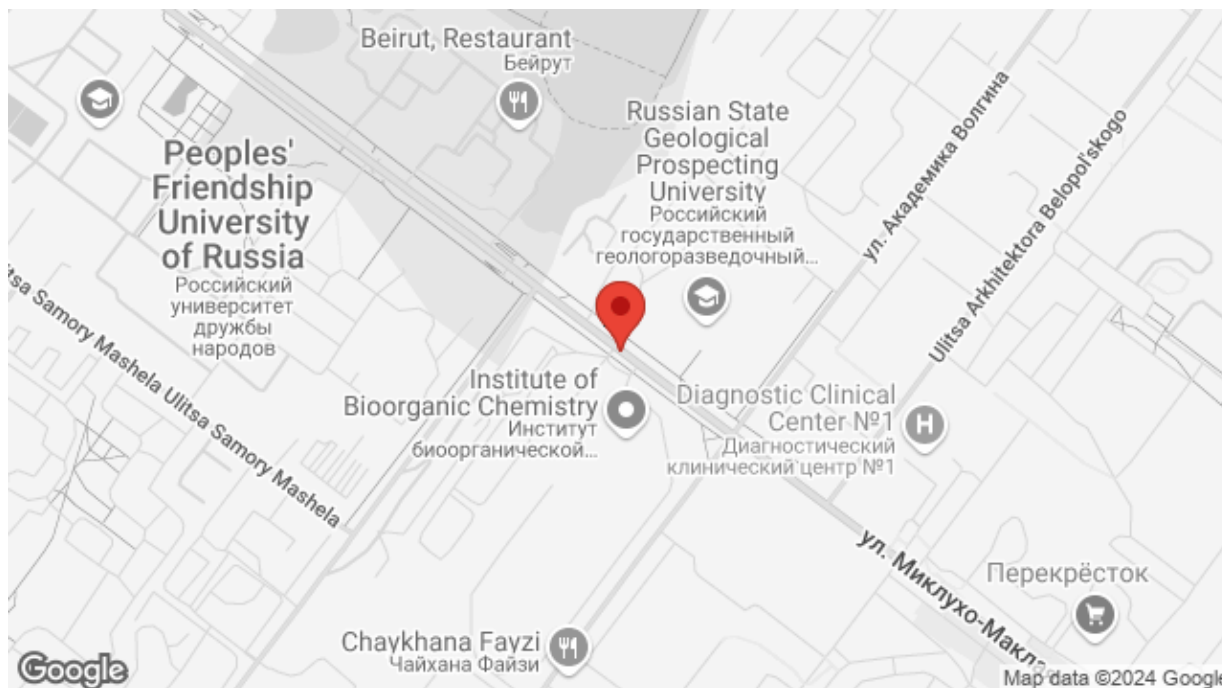 Beirut, Restaurant
Бейрут
Russian State
Geological
Prospecting
University
Российский
государственный
геологоразведочный...
ул. Академика Волгина
Ulitsa Arkhitektora Belopol'skogo
Peoples'
Friendship
University
of Russia
Российский
университет
дружбы
народов
tsa Samory Mashela Ulitsa Samory Mashela
Institute of
Bioorganic Chemistry
Институт
биоорганической...
Diagnostic Clinical
Center №1
Диагностический
клинический центр №1
H
ул. Миклухо-Макла
Перекрёсток
Chaykhana Fayzi
Чайхана Файзи
Google
Map data ©2024 Google